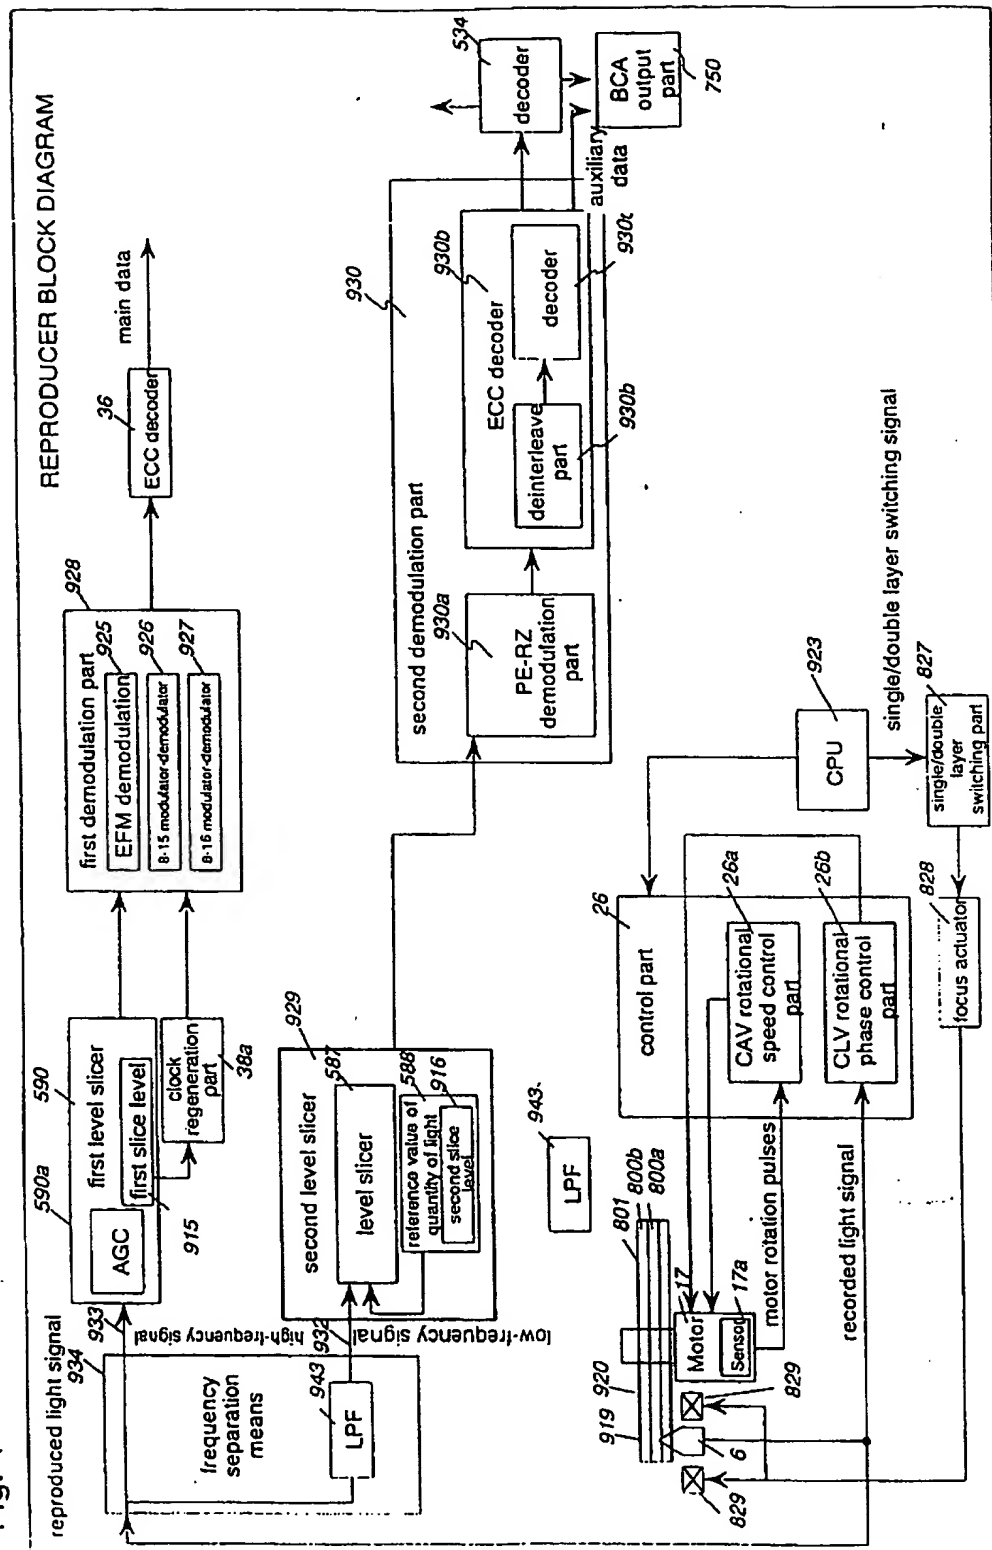 REPRODUCER BLOCK DIAGRAM
reproduced light signal
934
933
frequency
separation
means
943
LPF
high-frequency signal
932
low-frequency signal
590a
590
first level slicer
AGC
first slice level
915
clock
regeneration
part
38a
928
first demodulation part
925
EFM demodulation
926
8-15 modulator-demodulator
927
8-16 modulator-demodulator
36
ECC decoder
main data
929
second level slicer
587
level slicer
588
reference value of
quantity of light
916
second slice
level
930
second demodulation part
930a
PE-RZ
demodulation
part
930b
ECC decoder
deinterleave
part
930b
decoder
auxiliary
data
534
decoder
BCA
output
part
750
943
LPF
919
920
801
800b
800a
Motor
17
Sensor
17a
829
829
6
motor rotation pulses
recorded light signal
26
control part
26a
CAV rotational
speed control
part
26b
CLV rotational
phase control
part
923
CPU
single/double layer switching signal
827
single/double
layer
switching part
828
focus actuator